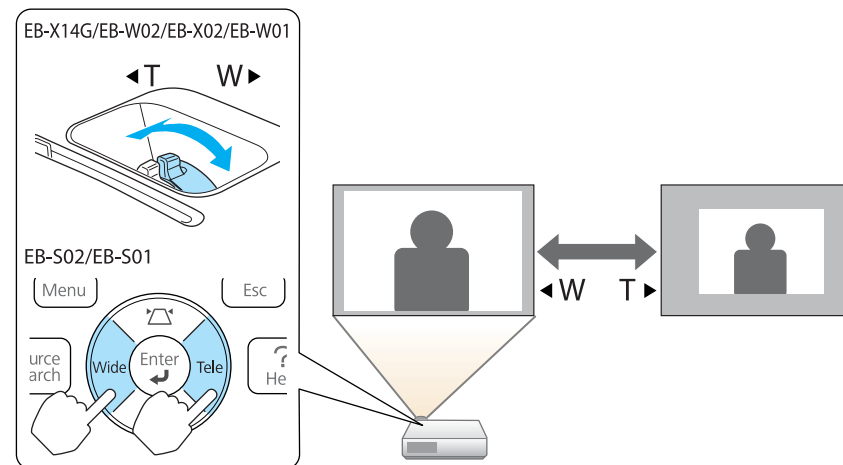 EB-X14G/EB-W02/EB-X02/EB-W01
T W
EB-S02/EB-S01
Menu
Esc
urce
arch
Wide
Enter
Tele
?
He
W T